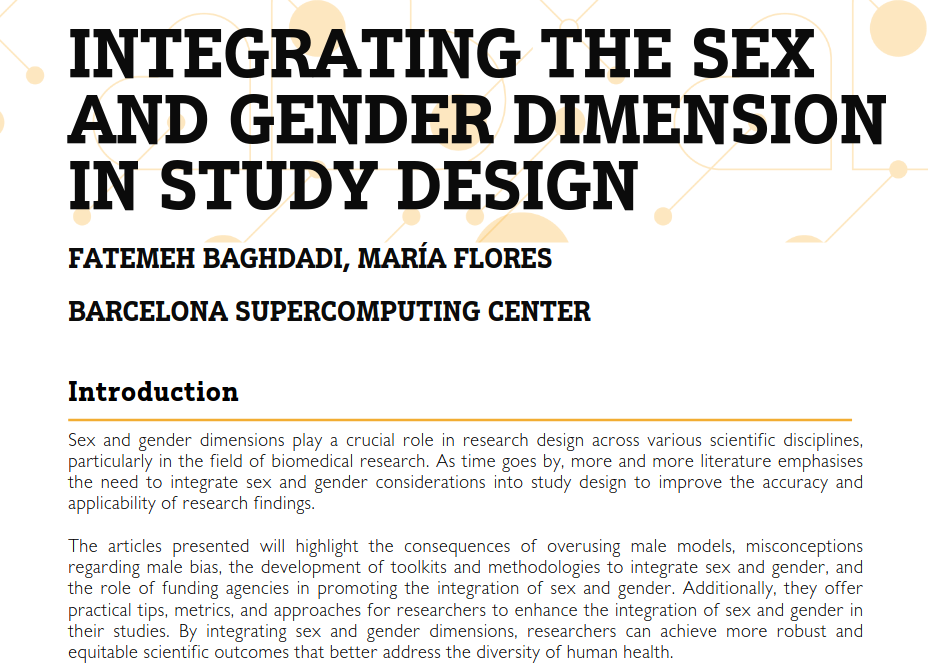 INTEGRATING THE SEX
AND GENDER DIMENSION
IN STUDY DESIGN
FATEMEH BAGHDADI, MARÍA FLORES
BARCELONA SUPERCOMPUTING CENTER
Introduction
Sex and gender dimensions play a crucial role in research design across various scientific disciplines,
particularly in the field of biomedical research. As time goes by, more and more literature emphasises
the need to integrate sex and gender considerations into study design to improve the accuracy and
applicability of research findings.
The articles presented will highlight the consequences of overusing male models, misconceptions
regarding male bias, the development of toolkits and methodologies to integrate sex and gender, and
the role of funding agencies in promoting the integration of sex and gender. Additionally, they offer
practical tips, metrics, and approaches for researchers to enhance the integration of sex and gender in
their studies. By integrating sex and gender dimensions, researchers can achieve more robust and
equitable scientific outcomes that better address the diversity of human health.